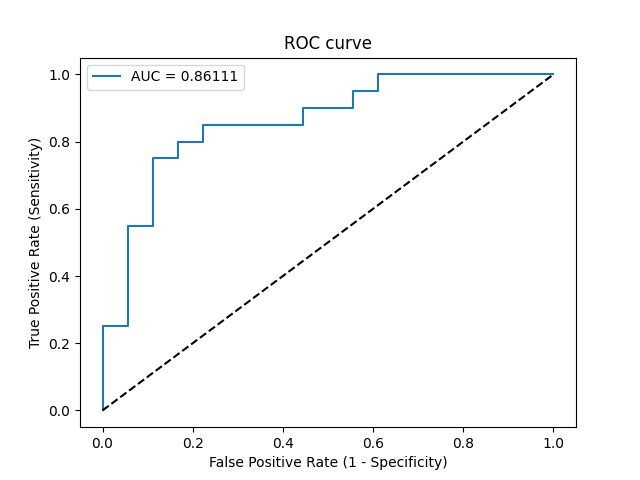 ROC curve
AUC = 0.86111
1.0
0.8
0.6
0.4
0.2
0.0
True Positive Rate (Sensitivity)
0.0 0.2 0.4 0.6 0.8 1.0
False Positive Rate (1 - Specificity)